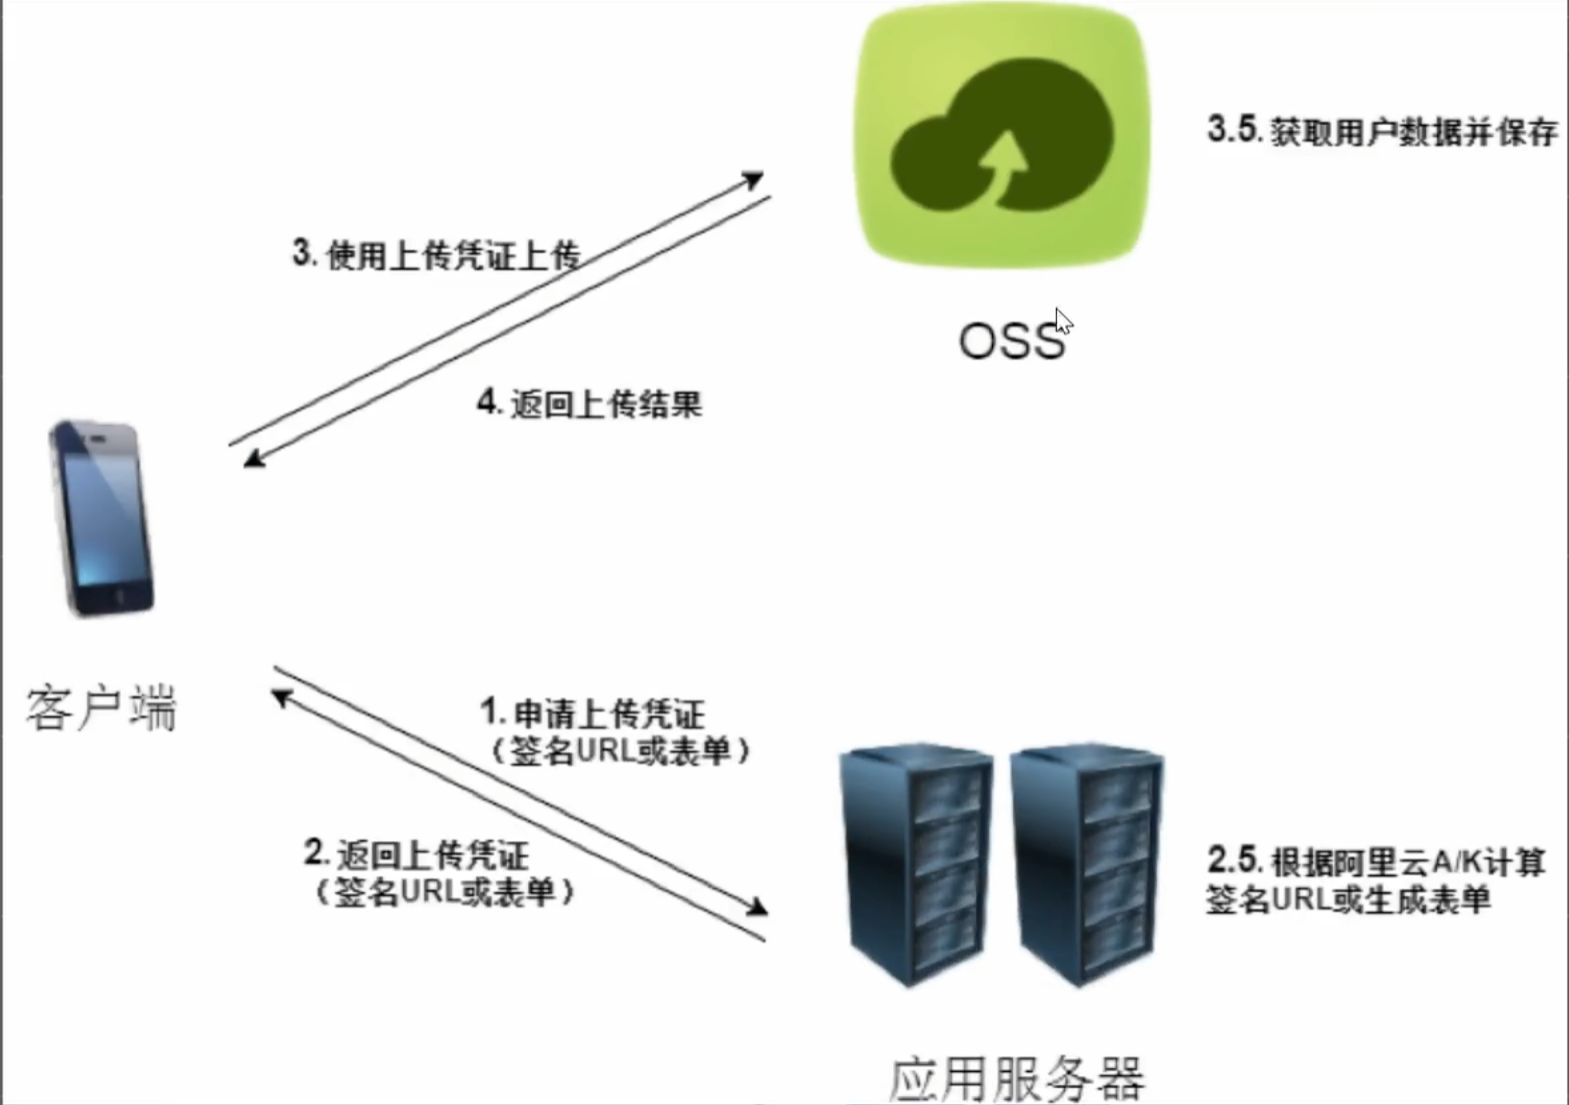 3.5. 获取用户数据并保存
3. 使用上传凭证上传
OSS
4. 返回上传结果
客户端
1. 申请上传凭证
（签名URL或表单）
2. 返回上传凭证
（签名URL或表单）
2.5. 根据阿里云A/K计算
签名URL或生成表单
应用服务器